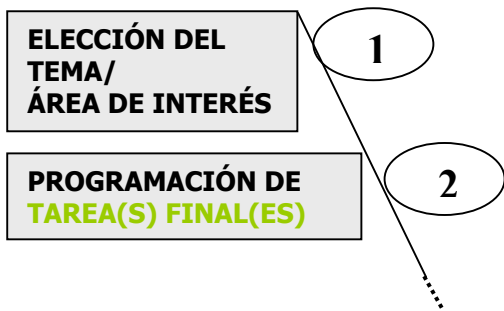 ELECCIÓN DEL
TEMA/
ÁREA DE INTERÉS
1
PROGRAMACIÓN DE
TAREA(S) FINAL(ES)
2